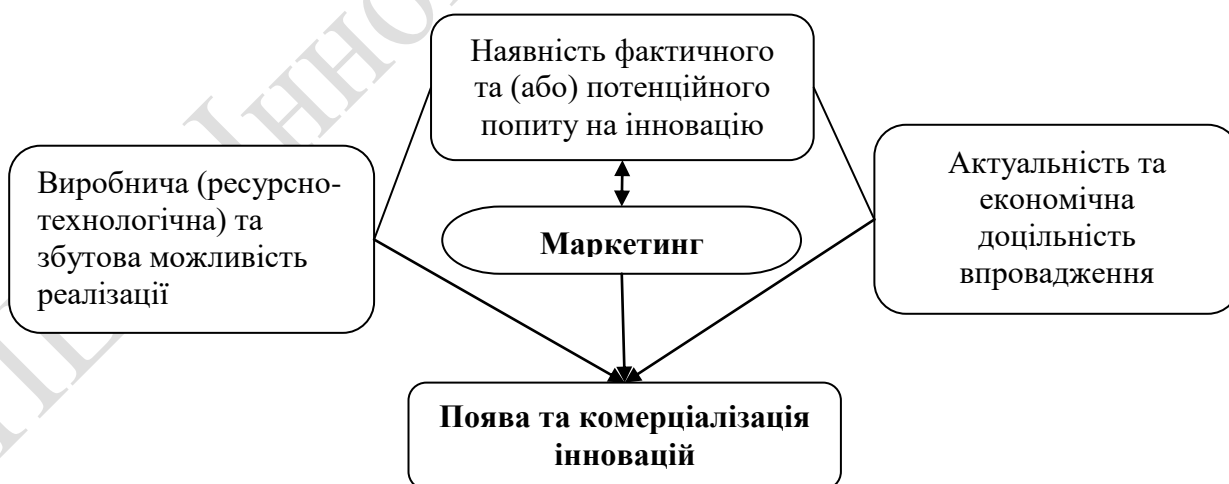 Наявність фактичного
та (або) потенційного
попиту на інновацію
Виробнича (ресурсно-
технологічна) та
збутова можливість
реалізації
Маркетинг
Актуальність та
економічна
доцільність
впровадження
Поява та комерціалізація
інновацій